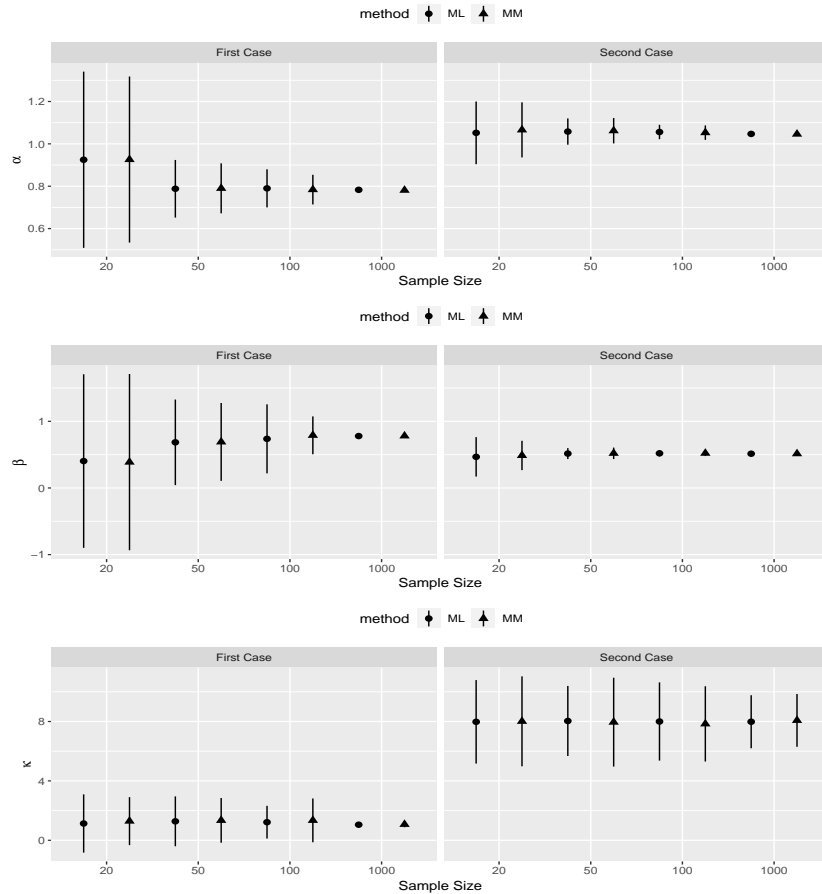 method ML MM
First Case Second Case
1.2
1.0
0.8
0.6
α
20 50 100 1000 20 50 100 1000
Sample Size
method ML MM
First Case Second Case
1
0
−1
β
20 50 100 1000 20 50 100 1000
Sample Size
method ML MM
First Case Second Case
8
4
0
κ
20 50 100 1000 20 50 100 1000
Sample Size